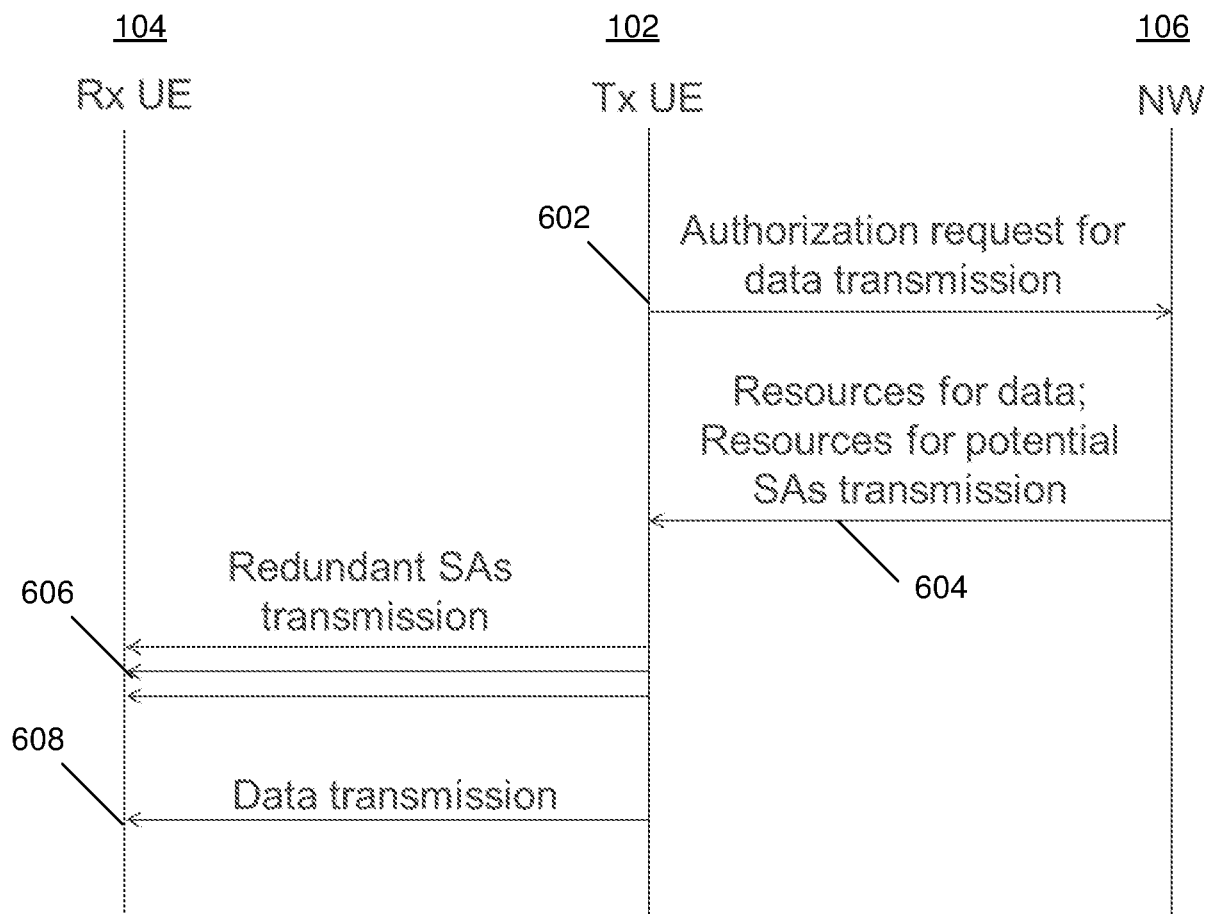 104
102
106
Rx UE
Tx UE
NW
602
Authorization request for
data transmission
Resources for data;
Resources for potential
SAs transmission
604
Redundant SAs
transmission
606
608
Data transmission